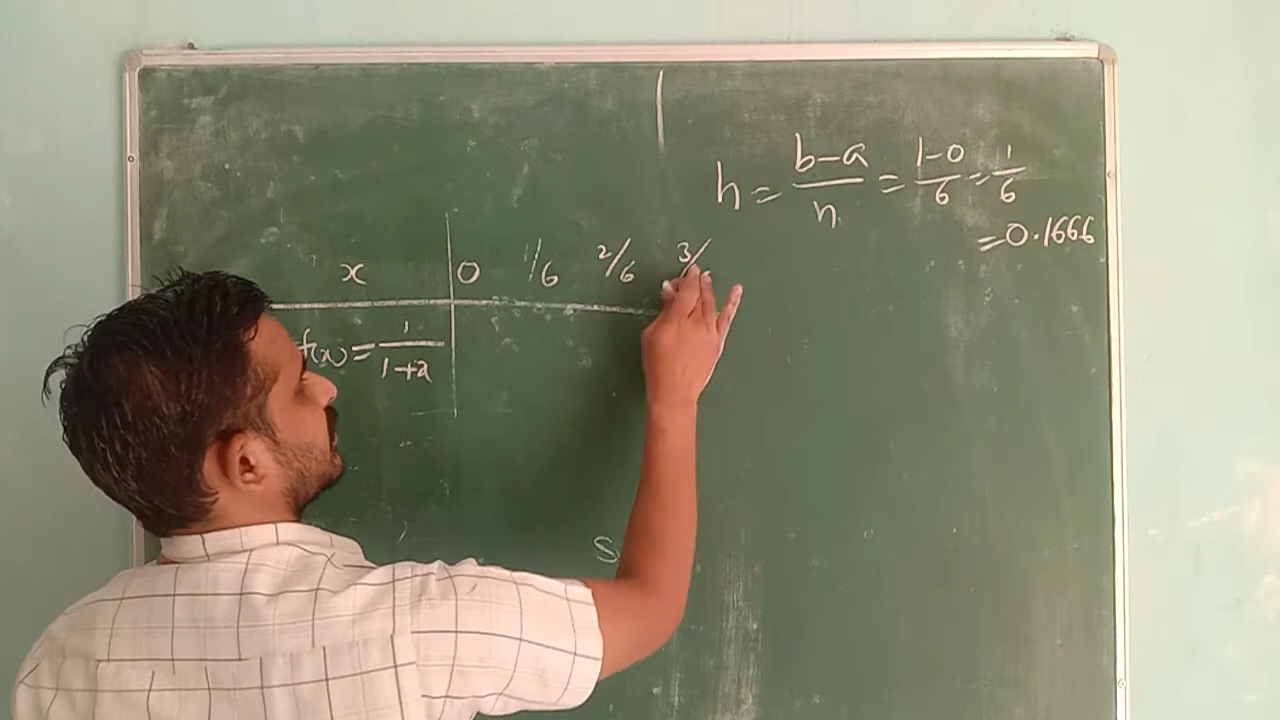 h = b-a/n = 1-0/6 = 1/6
= 0.1666
x 0 1/6 2/6 3/
f(x) = 1/1+x
S